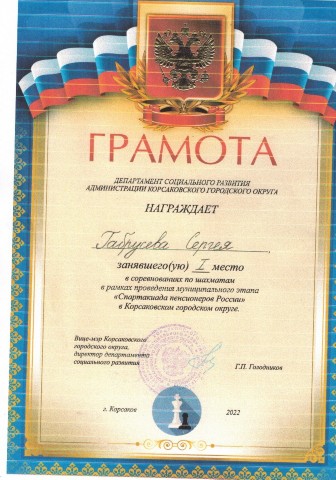 ГРАМОТА
ДЕПАРТАМЕНТ СОЦИАЛЬНОГО РАЗВИТИЯ
АДМИНИСТРАЦИИ КОРСАКОВСКОГО ГОРОДСКОГО ОКРУГА
НАГРАЖДАЕТ
Габрусева Сергея
занявшего(ую) I место
в соревнованиях по шахматам
в рамках проведения муниципального этапа
«Спартакиада пенсионеров России»
в Корсаковском городском округе.
Вице-мэр Корсаковского
городского округа,
директор департамента
социального развития
Г.П. Городников
г. Корсаков
2022